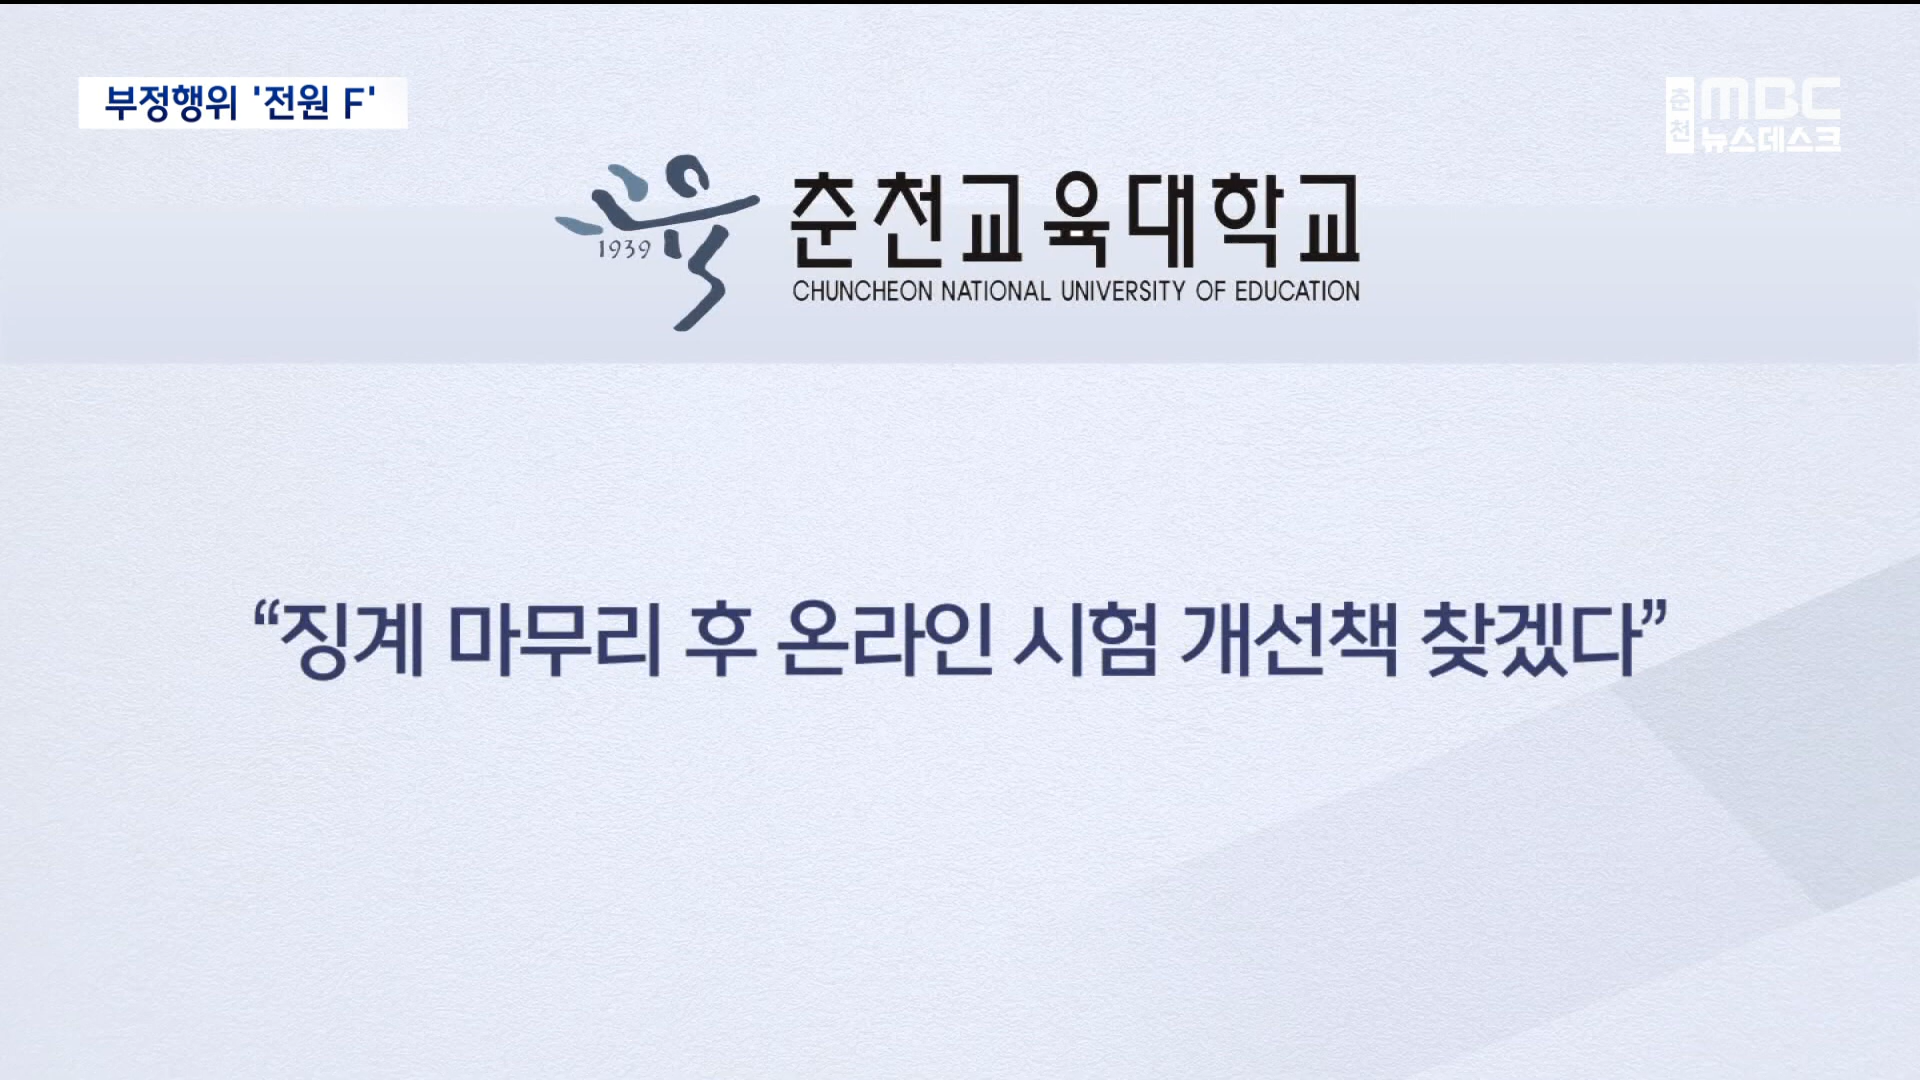 부정행위 '전원 F'
춘천 MBC
뉴스데스크
1939
춘천교육대학교
CHUNCHEON NATIONAL UNIVERSITY OF EDUCATION
“징계 마무리 후 온라인 시험 개선책 찾겠다”